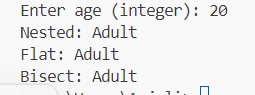 Enter age (integer): 20
Nested: Adult
Flat: Adult
Bisect: Adult